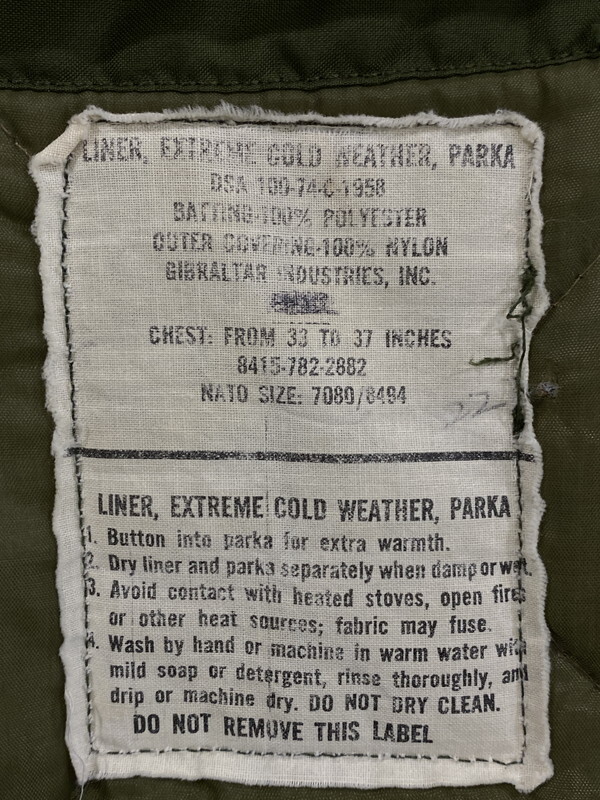 LINER, EXTREME COLD WEATHER, PARKA
DSA 100-74-C-1958
BATTING-100% POLYESTER
OUTER COVERING-100% NYLON
GIBRALTAR INDUSTRIES, INC.
CHEST: FROM 33 TO 37 INCHES
8415-782-2882
NATO SIZE: 7080/8494
LINER, EXTREME COLD WEATHER, PARKA
1. Button into parka for extra warmth.
2. Dry liner and parka separately when damp or wet.
3. Avoid contact with heated stoves, open fires
or other heat sources; fabric may fuse.
4. Wash by hand or machine in warm water with
mild soap or detergent, rinse thoroughly, and
drip or machine dry. DO NOT DRY CLEAN.
DO NOT REMOVE THIS LABEL